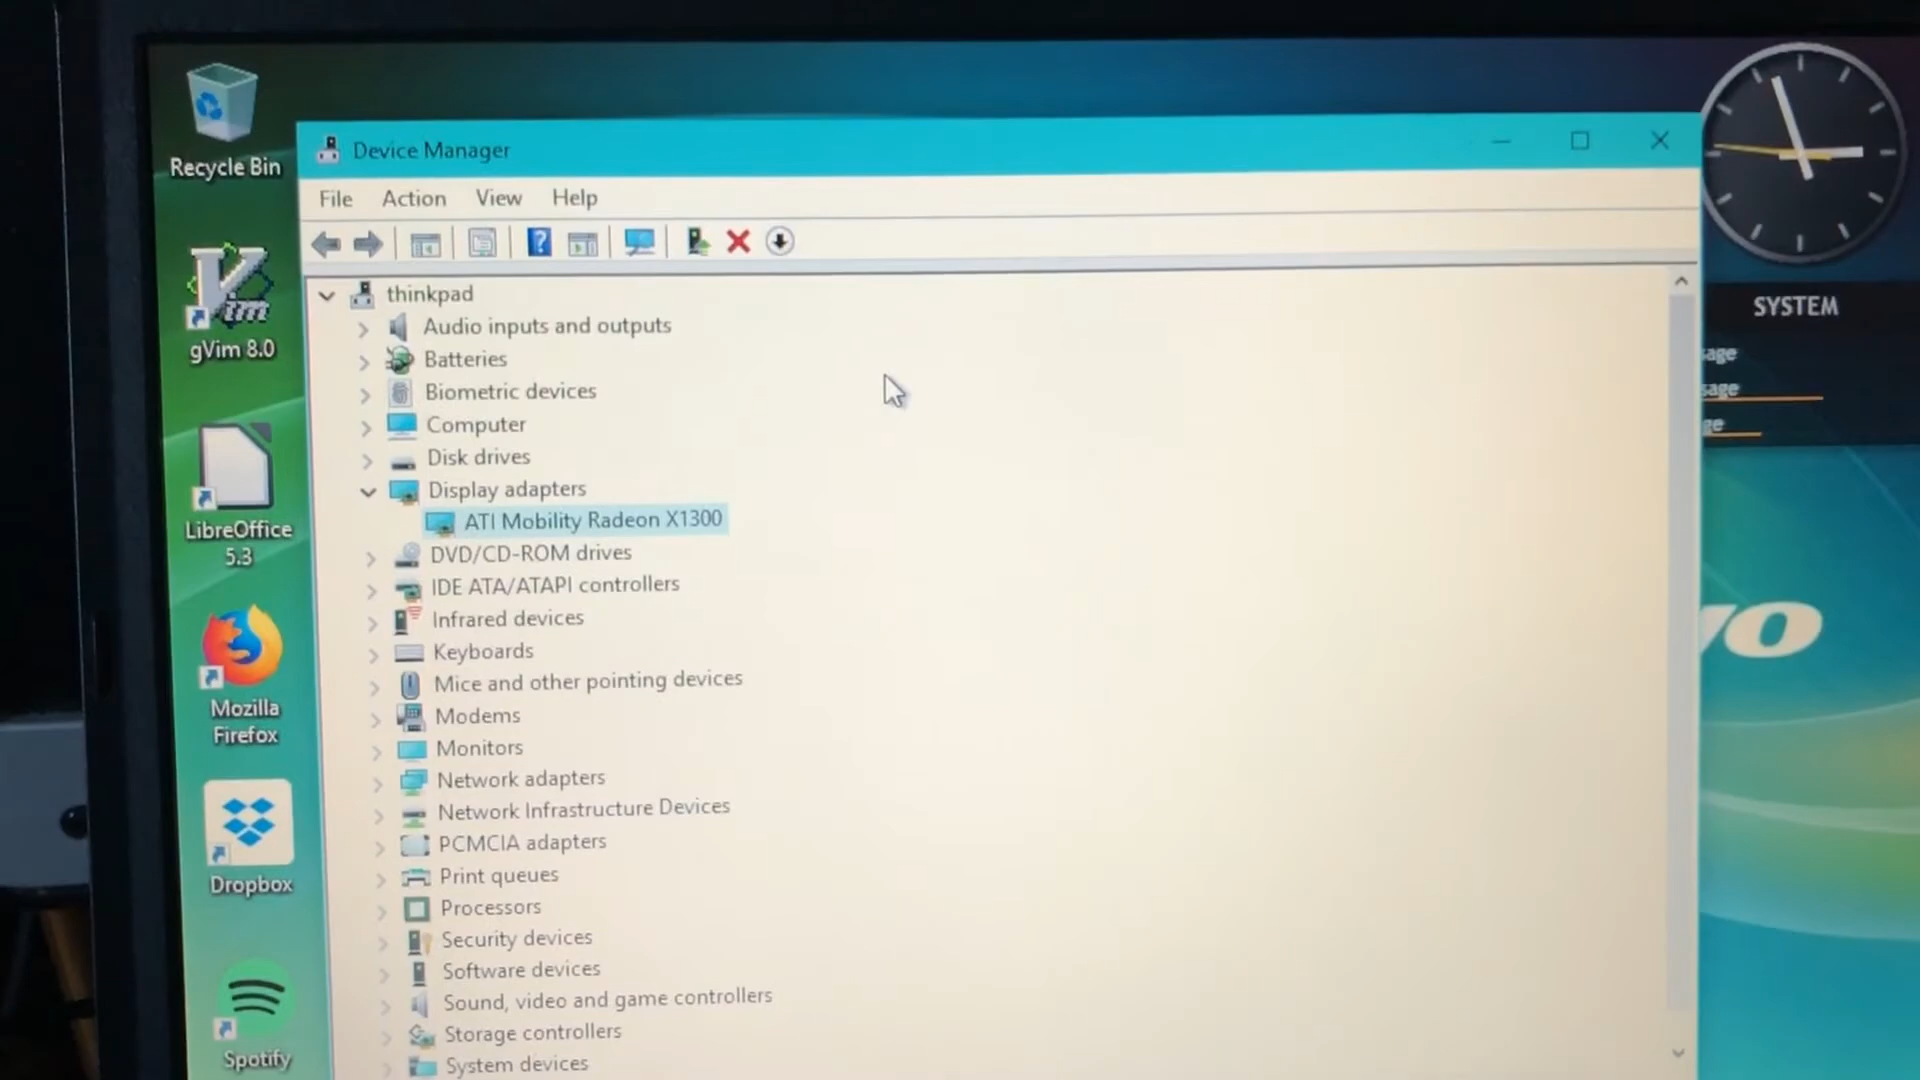 Recycle Bin
gVim 8.0
LibreOffice
5.3
Mozilla
Firefox
Dropbox
Spotify
Device Manager
File Action View Help
thinkpad
Audio inputs and outputs
Batteries
Biometric devices
Computer
Disk drives
Display adapters
ATI Mobility Radeon X1300
DVD/CD-ROM drives
IDE ATA/ATAPI controllers
Infrared devices
Keyboards
Mice and other pointing devices
Modems
Monitors
Network adapters
Network Infrastructure Devices
PCMCIA adapters
Print queues
Processors
Security devices
Software devices
Sound, video and game controllers
Storage controllers
System devices
SYSTEM